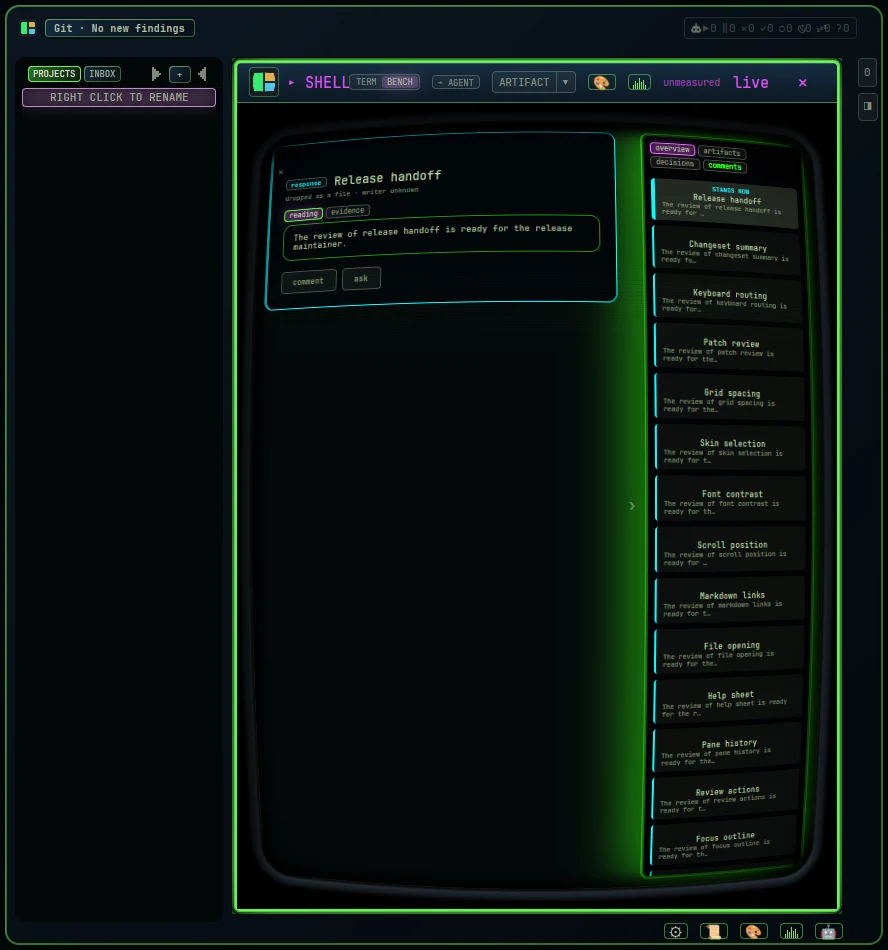 Git · No new findings
▶0 ‖0 ×0 ✓0 0 0 0 ?0
PROJECTS INBOX +
RIGHT CLICK TO RENAME
▸ SHELL TERM BENCH AGENT ARTIFACT ▼ unmeasured live ×
0
×
response Release handoff
dropped as a file · writer unknown
reading evidence
The review of release handoff is ready for the release
maintainer.
comment ask
overview artifacts
decisions comments
STANDS NOW
Release handoff
The review of release handoff is
ready for …
Changeset summary
The review of changeset summary is
ready fo…
Keyboard routing
The review of keyboard routing is
ready for…
Patch review
The review of patch review is
ready for the…
Grid spacing
The review of grid spacing is
ready for the…
Skin selection
The review of skin selection is
ready for t…
Font contrast
The review of font contrast is
ready for th…
Scroll position
The review of scroll position is
ready for …
Markdown links
The review of markdown links is
ready for t…
File opening
The review of file opening is
ready for the…
Help sheet
The review of help sheet is ready
for the r…
Pane history
The review of pane history is
ready for the…
Review actions
The review of review actions is
ready for t…
Focus outline
The review of focus outline is
ready for th…